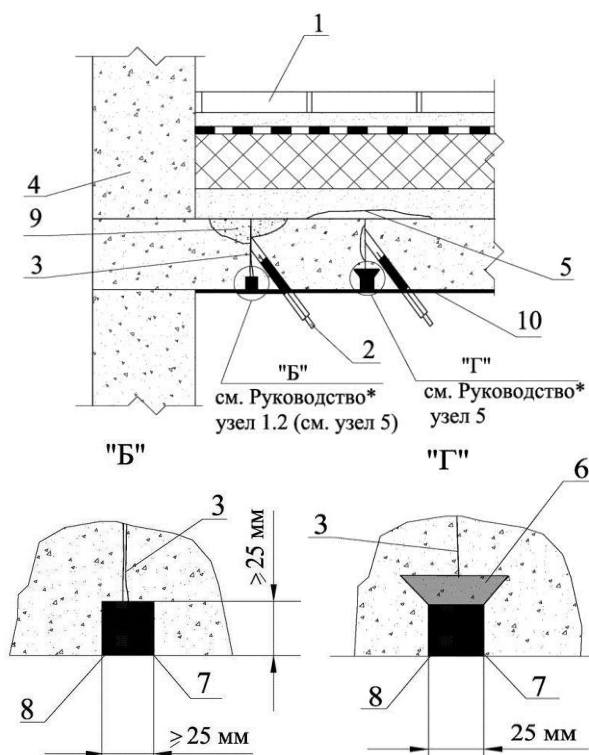 1
4
9
3
5
10
2
"Б"
см. Руководство*
узел 1.2 (см. узел 5)
"Г"
см. Руководство*
узел 5
"Б"
"Г"
3
≥25 мм
8
7
≥25 мм
6
3
8
7
25 мм